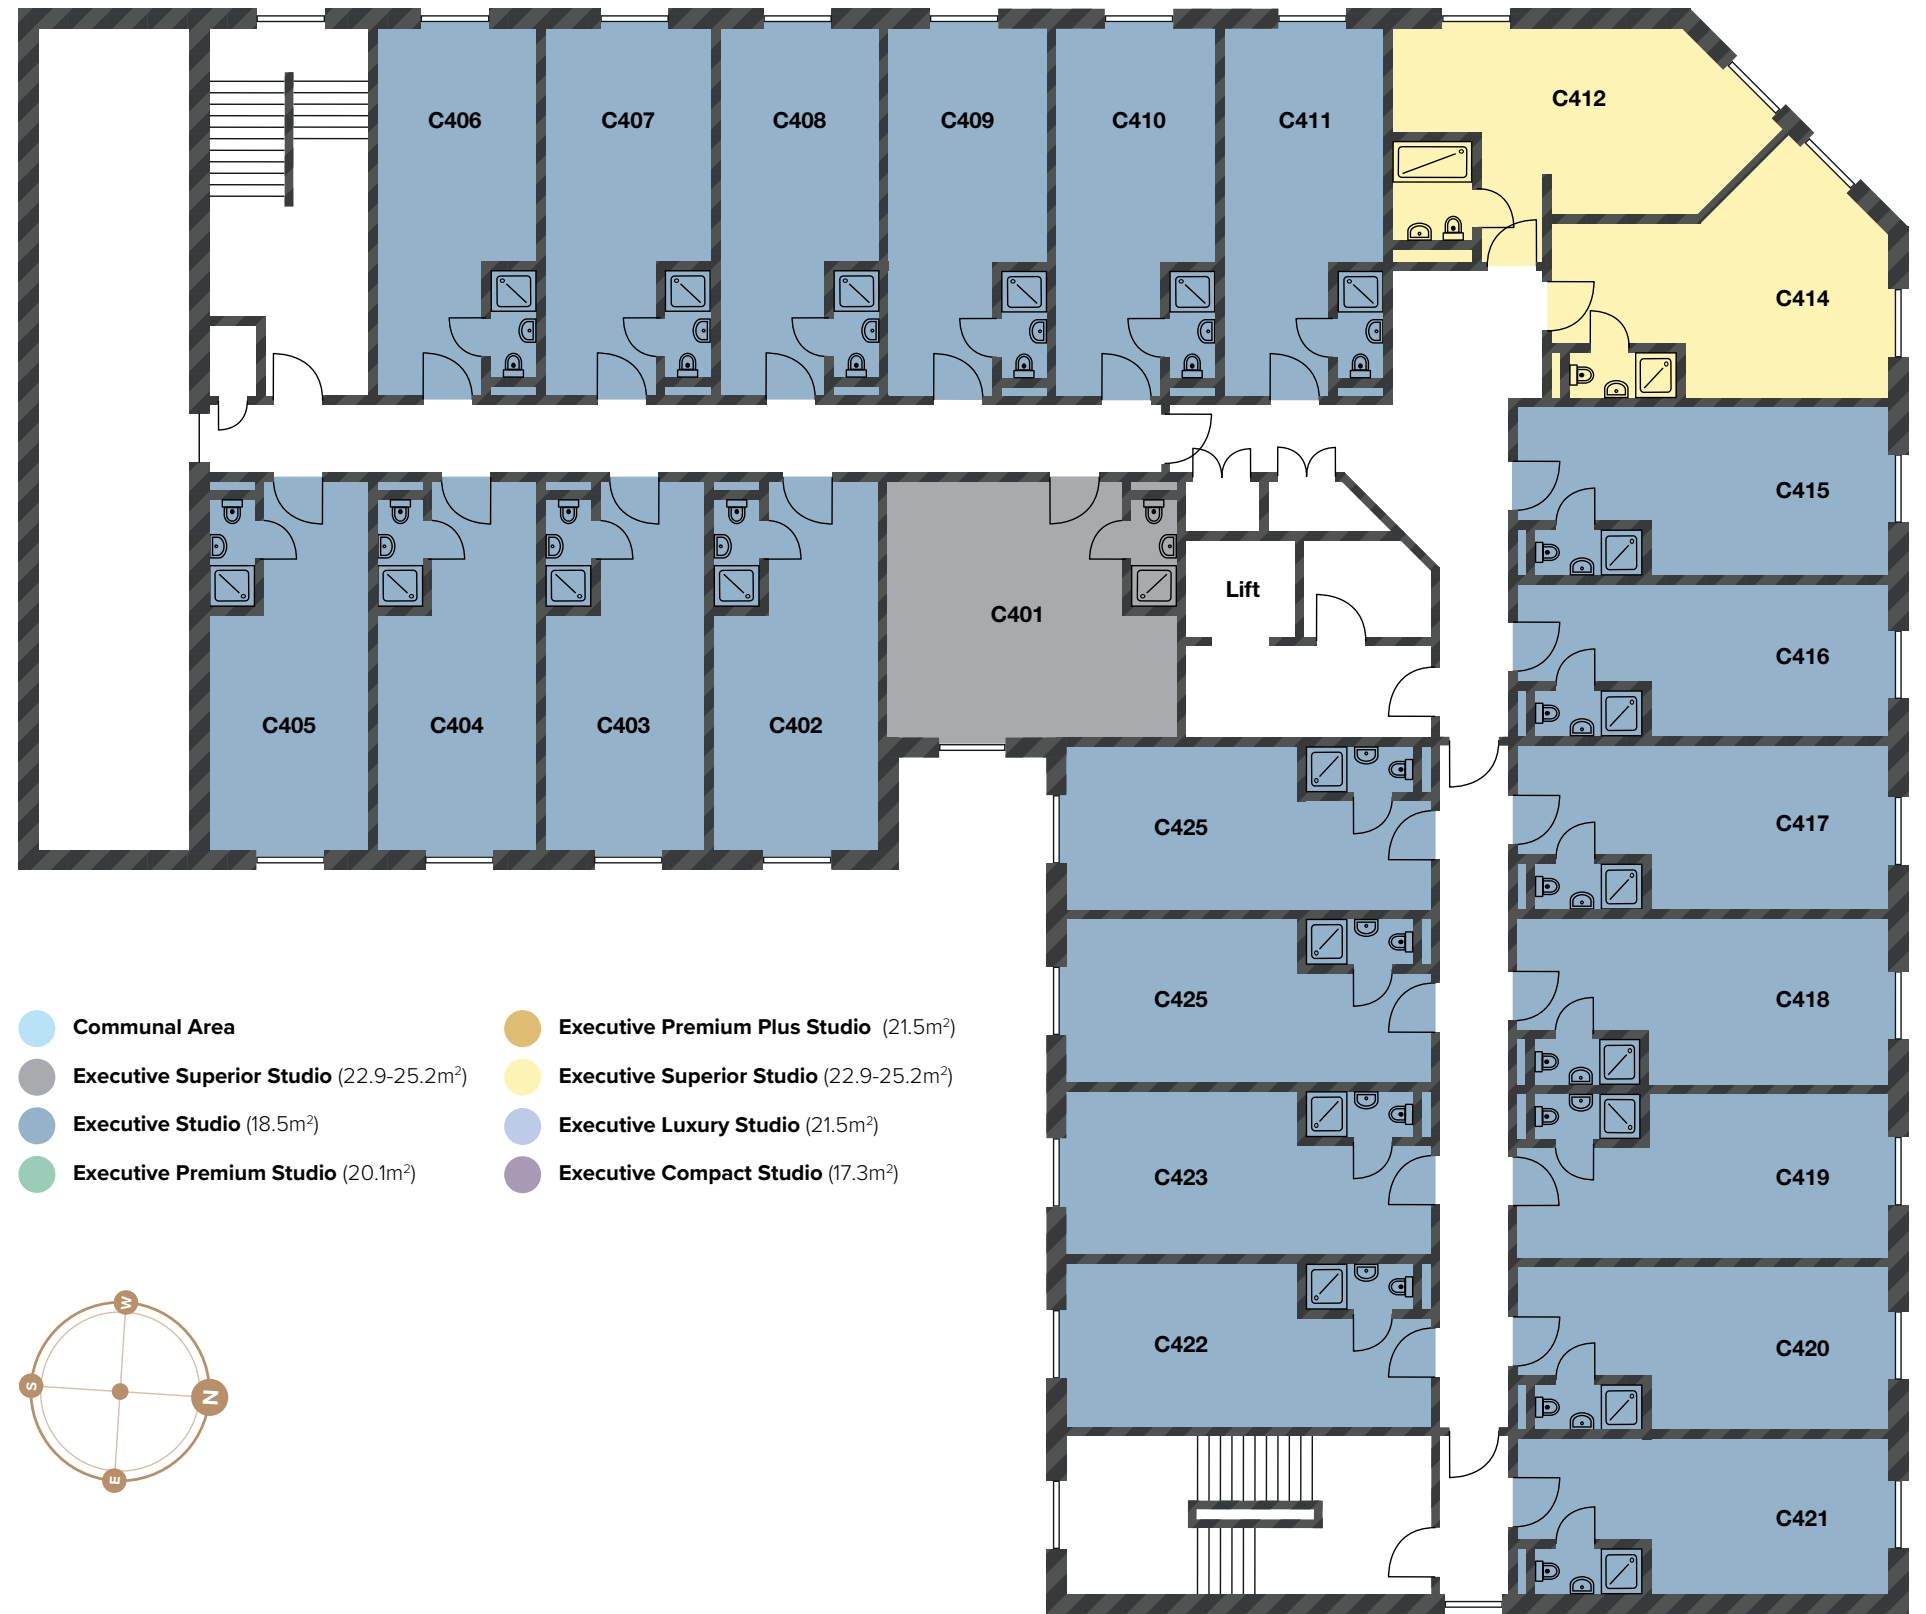 C406 C407 C408 C409 C410 C411 C412
C414
C415
C401 Lift
C416
C405 C404 C403 C402
C425 C417
C425 C418
C423 C419
C422 C420
C421
Communal Area
Executive Superior Studio (22.9-25.2m²)
Executive Studio (18.5m²)
Executive Premium Studio (20.1m²)
Executive Premium Plus Studio (21.5m²)
Executive Superior Studio (22.9-25.2m²)
Executive Luxury Studio (21.5m²)
Executive Compact Studio (17.3m²)
W
S
N
E